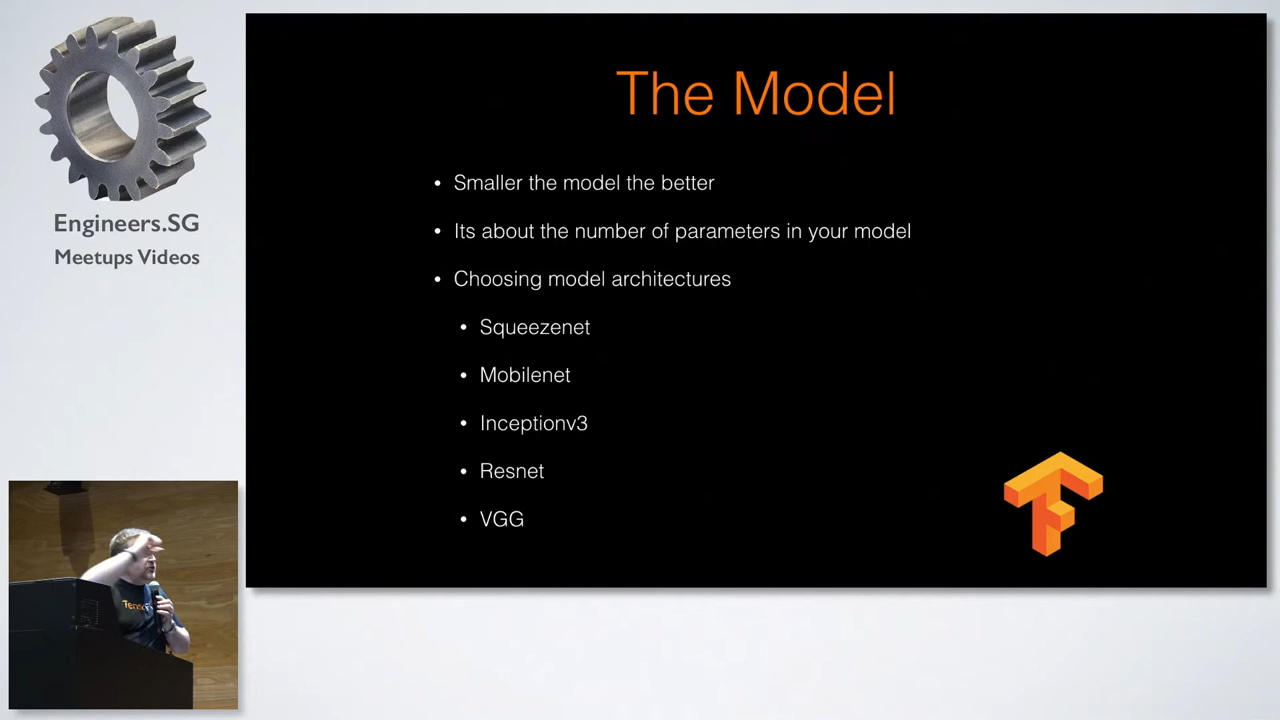 Engineers.SG
Meetups Videos
The Model
• Smaller the model the better
• Its about the number of parameters in your model
• Choosing model architectures
• Squeezenet
• Mobilenet
• Inceptionv3
• Resnet
• VGG